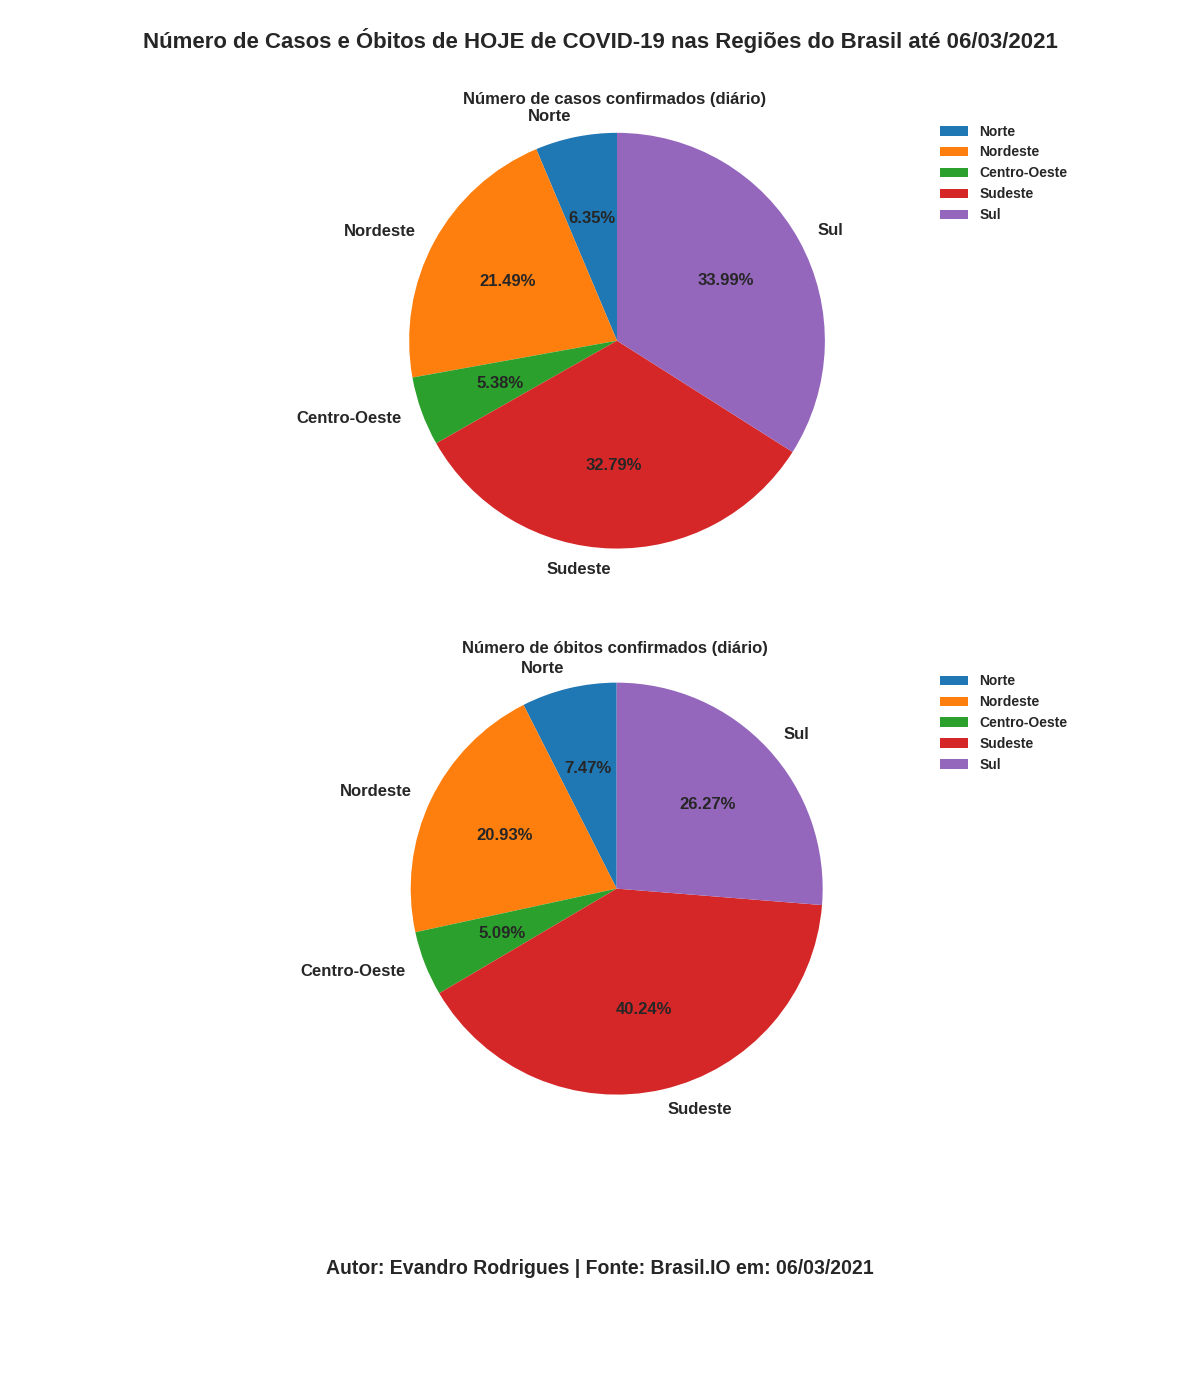 Número de Casos e Óbitos de HOJE de COVID-19 nas Regiões do Brasil até 06/03/2021
Número de casos confirmados (diário)
Norte
Nordeste
Centro-Oeste
Sudeste
Sul
6.35%
21.49%
5.38%
32.79%
33.99%
Norte
Nordeste
Centro-Oeste
Sudeste
Sul
Número de óbitos confirmados (diário)
Norte
Nordeste
Centro-Oeste
Sudeste
Sul
7.47%
20.93%
5.09%
40.24%
26.27%
Norte
Nordeste
Centro-Oeste
Sudeste
Sul
Autor: Evandro Rodrigues | Fonte: Brasil.IO em: 06/03/2021